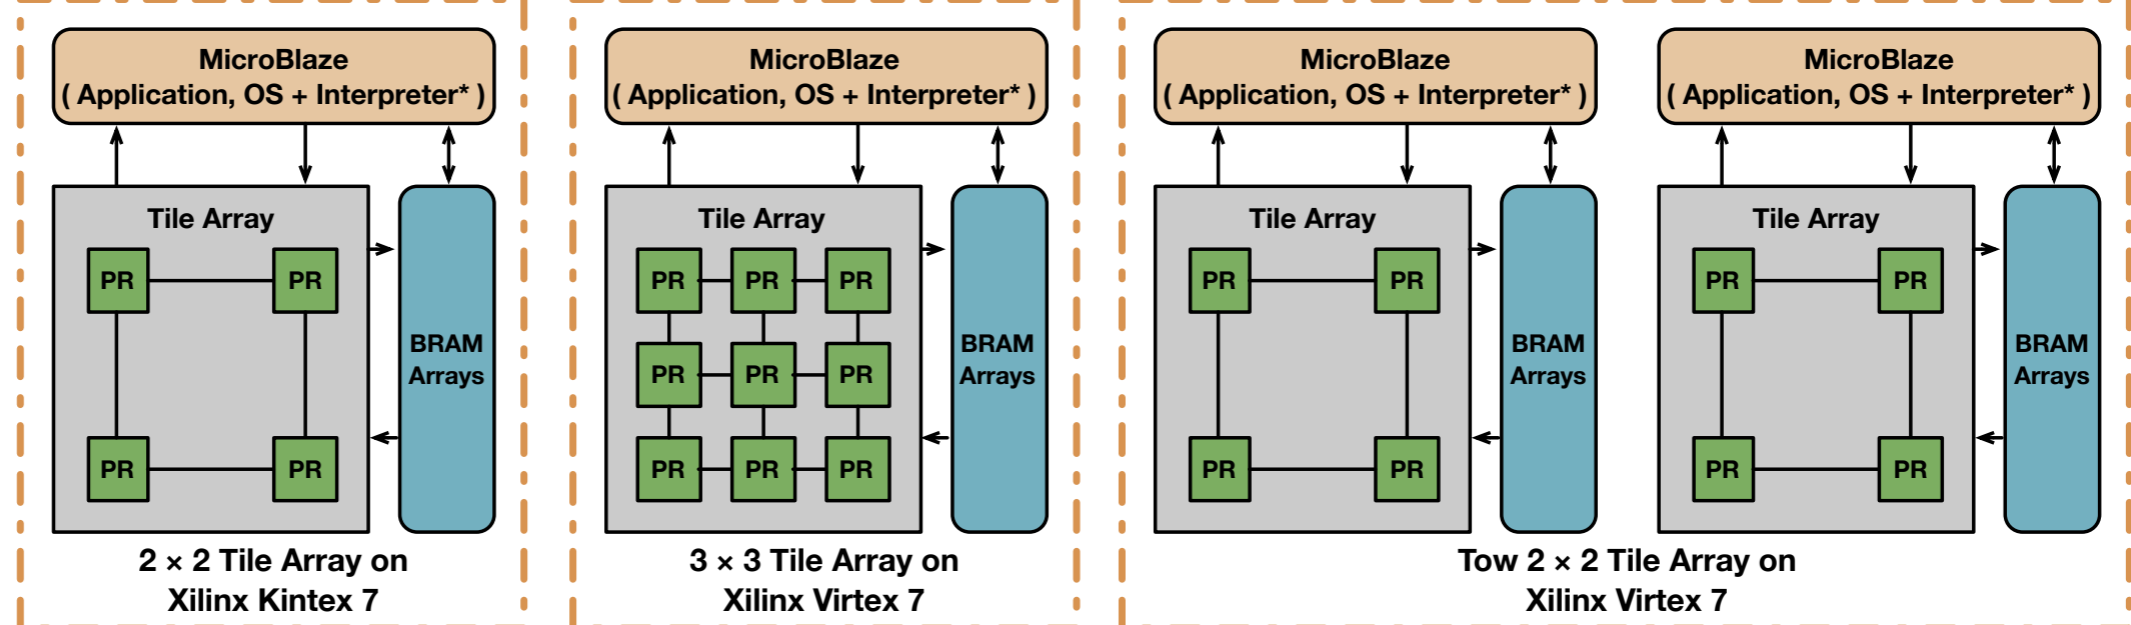 MicroBlaze
( Application, OS + Interpreter* )
Tile Array
PR PR
PR PR
BRAM
Arrays
2 × 2 Tile Array on
Xilinx Kintex 7
MicroBlaze
( Application, OS + Interpreter* )
Tile Array
PR PR PR
PR PR PR
PR PR PR
BRAM
Arrays
3 × 3 Tile Array on
Xilinx Virtex 7
MicroBlaze
( Application, OS + Interpreter* )
Tile Array
PR PR
PR PR
BRAM
Arrays
MicroBlaze
( Application, OS + Interpreter* )
Tile Array
PR PR
PR PR
BRAM
Arrays
Tow 2 × 2 Tile Array on
Xilinx Virtex 7